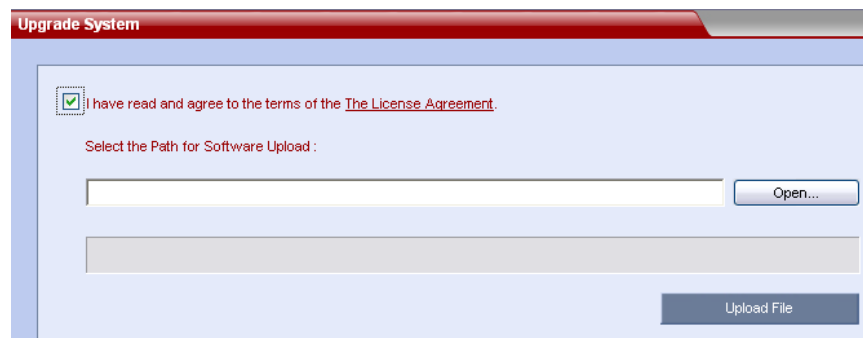 Upgrade System
I have read and agree to the terms of the The License Agreement.
Select the Path for Software Upload :
Open...
Upload File